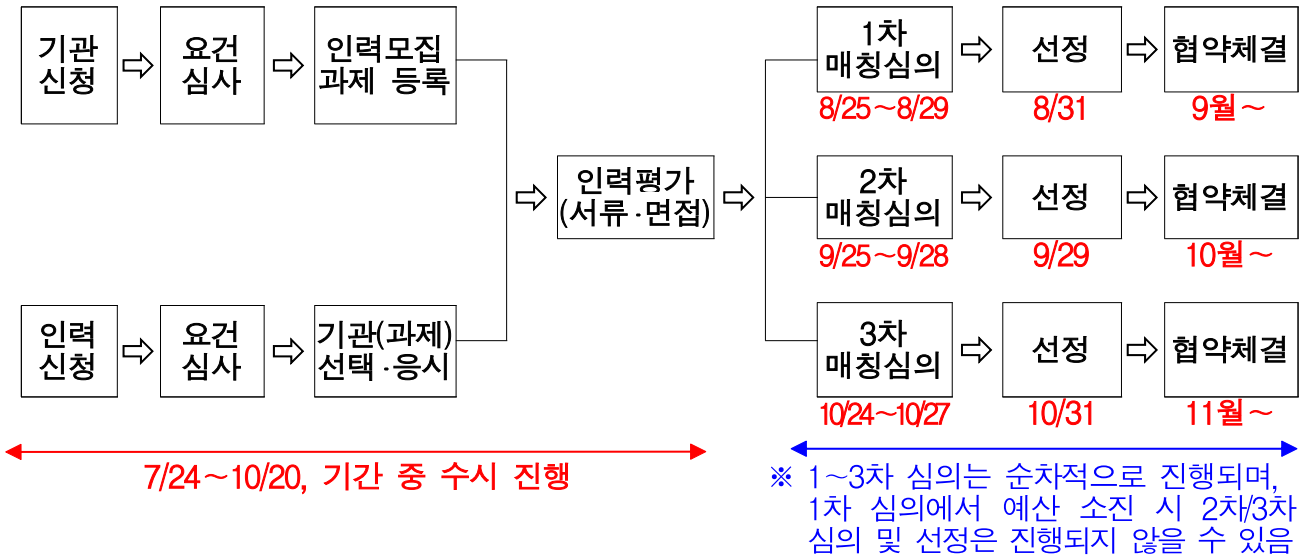 기관
신청
요건
심사
인력모집
과제 등록
인력
신청
요건
심사
기관(과제)
선택·응시
7/24~10/20, 기간 중 수시 진행
인력평가
(서류·면접)
1차
매칭심의
8/25~8/29
선정
8/31
협약체결
9월~
2차
매칭심의
9/25~9/28
선정
9/29
협약체결
10월~
3차
매칭심의
10/24~10/27
선정
10/31
협약체결
11월~
※ 1~3차 심의는 순차적으로 진행되며,
1차 심의에서 예산 소진 시 2차/3차
심의 및 선정은 진행되지 않을 수 있음